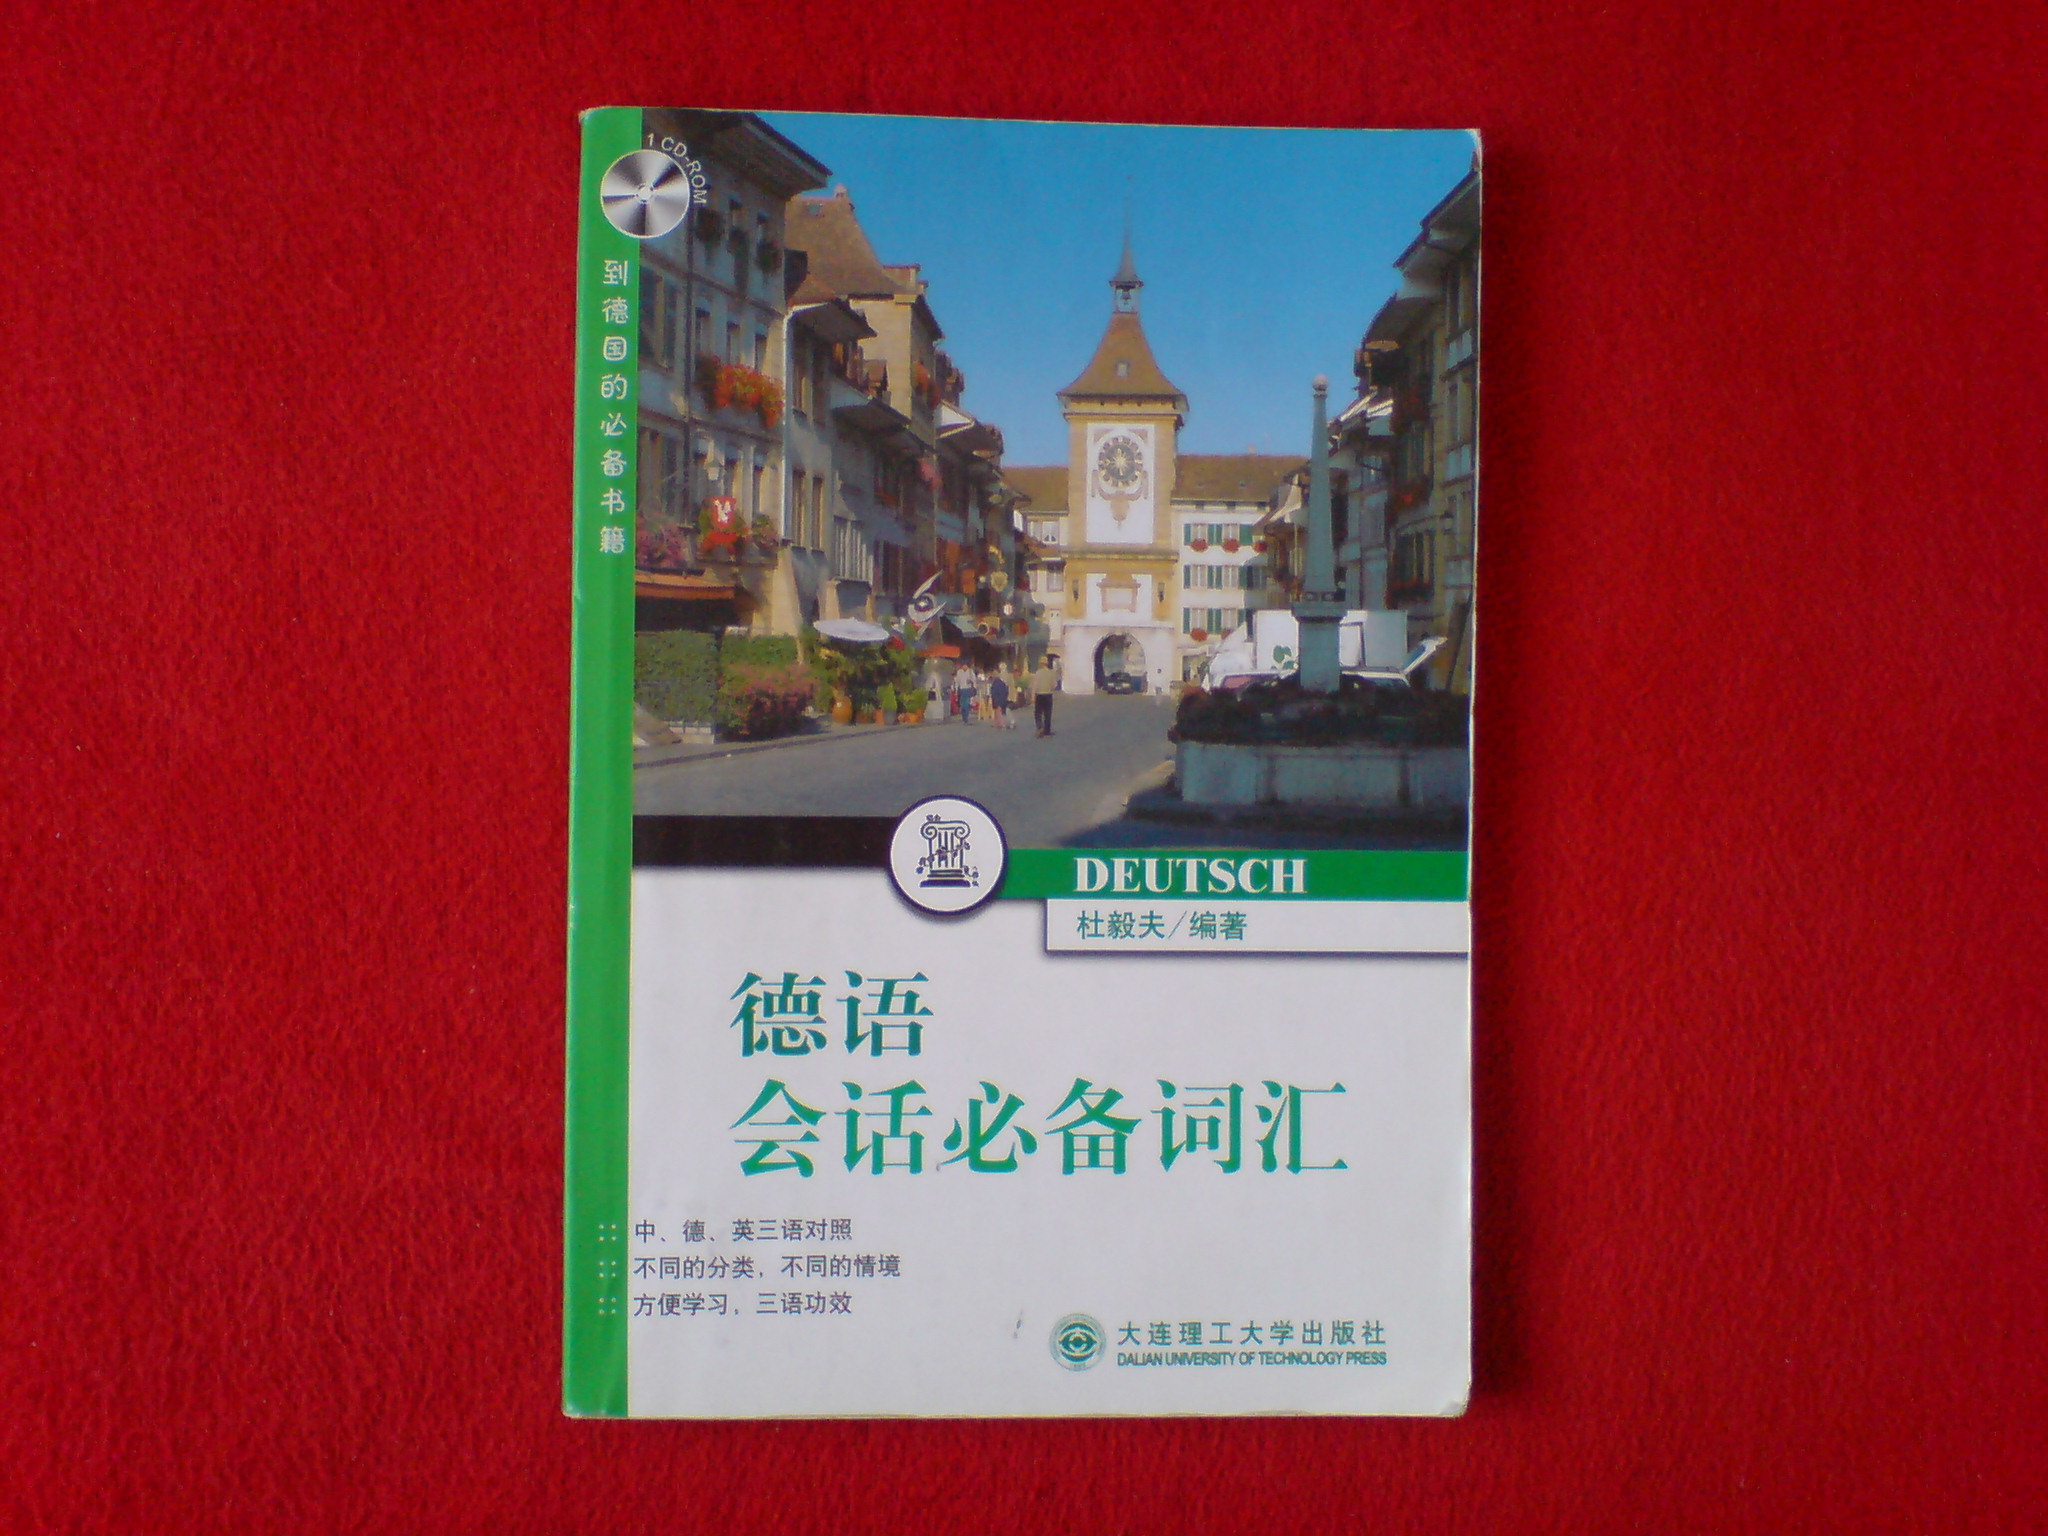 1 CD-ROM
到德国的必备书籍
DEUTSCH
杜毅夫/编著
德语
会话必备词汇
中、德、英三语对照
不同的分类，不同的情境
方便学习，三语功效
大连理工大学出版社
DALIAN UNIVERSITY OF TECHNOLOGY PRESS